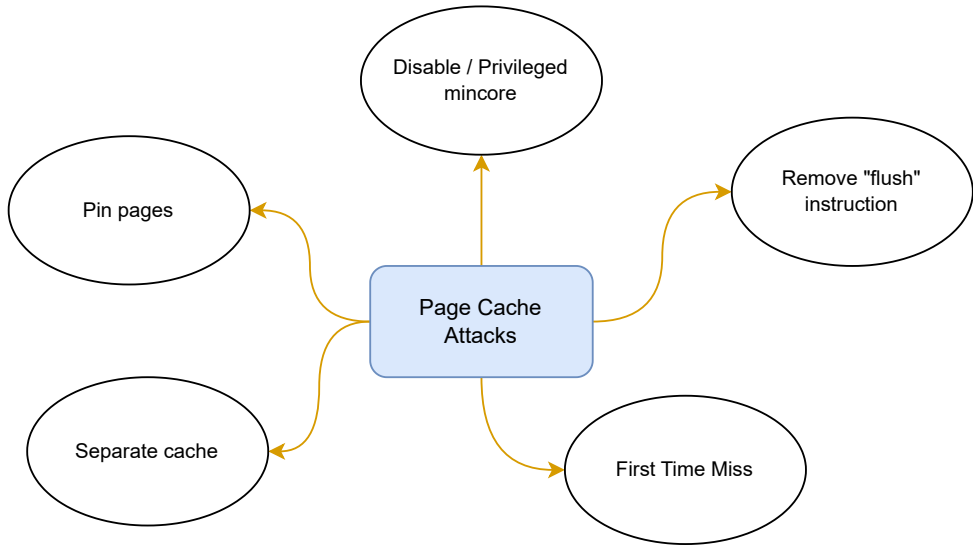 Disable / Privileged
mincore
Remove "flush"
instruction
Pin pages
Page Cache
Attacks
Separate cache
First Time Miss